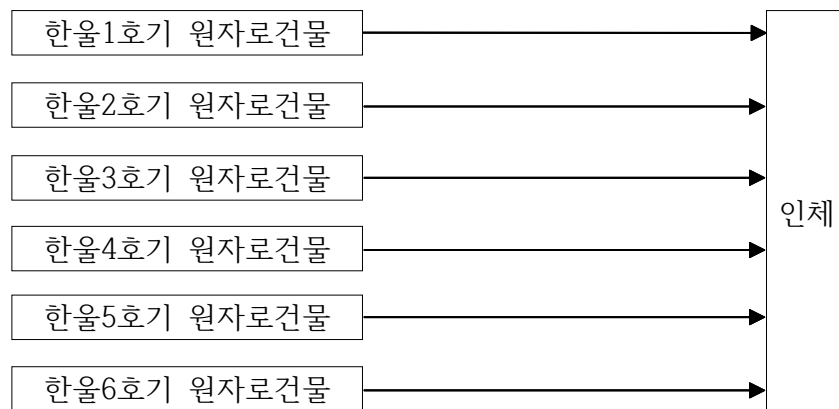 한울1호기 원자로건물
한울2호기 원자로건물
한울3호기 원자로건물
인체
한울4호기 원자로건물
한울5호기 원자로건물
한울6호기 원자로건물